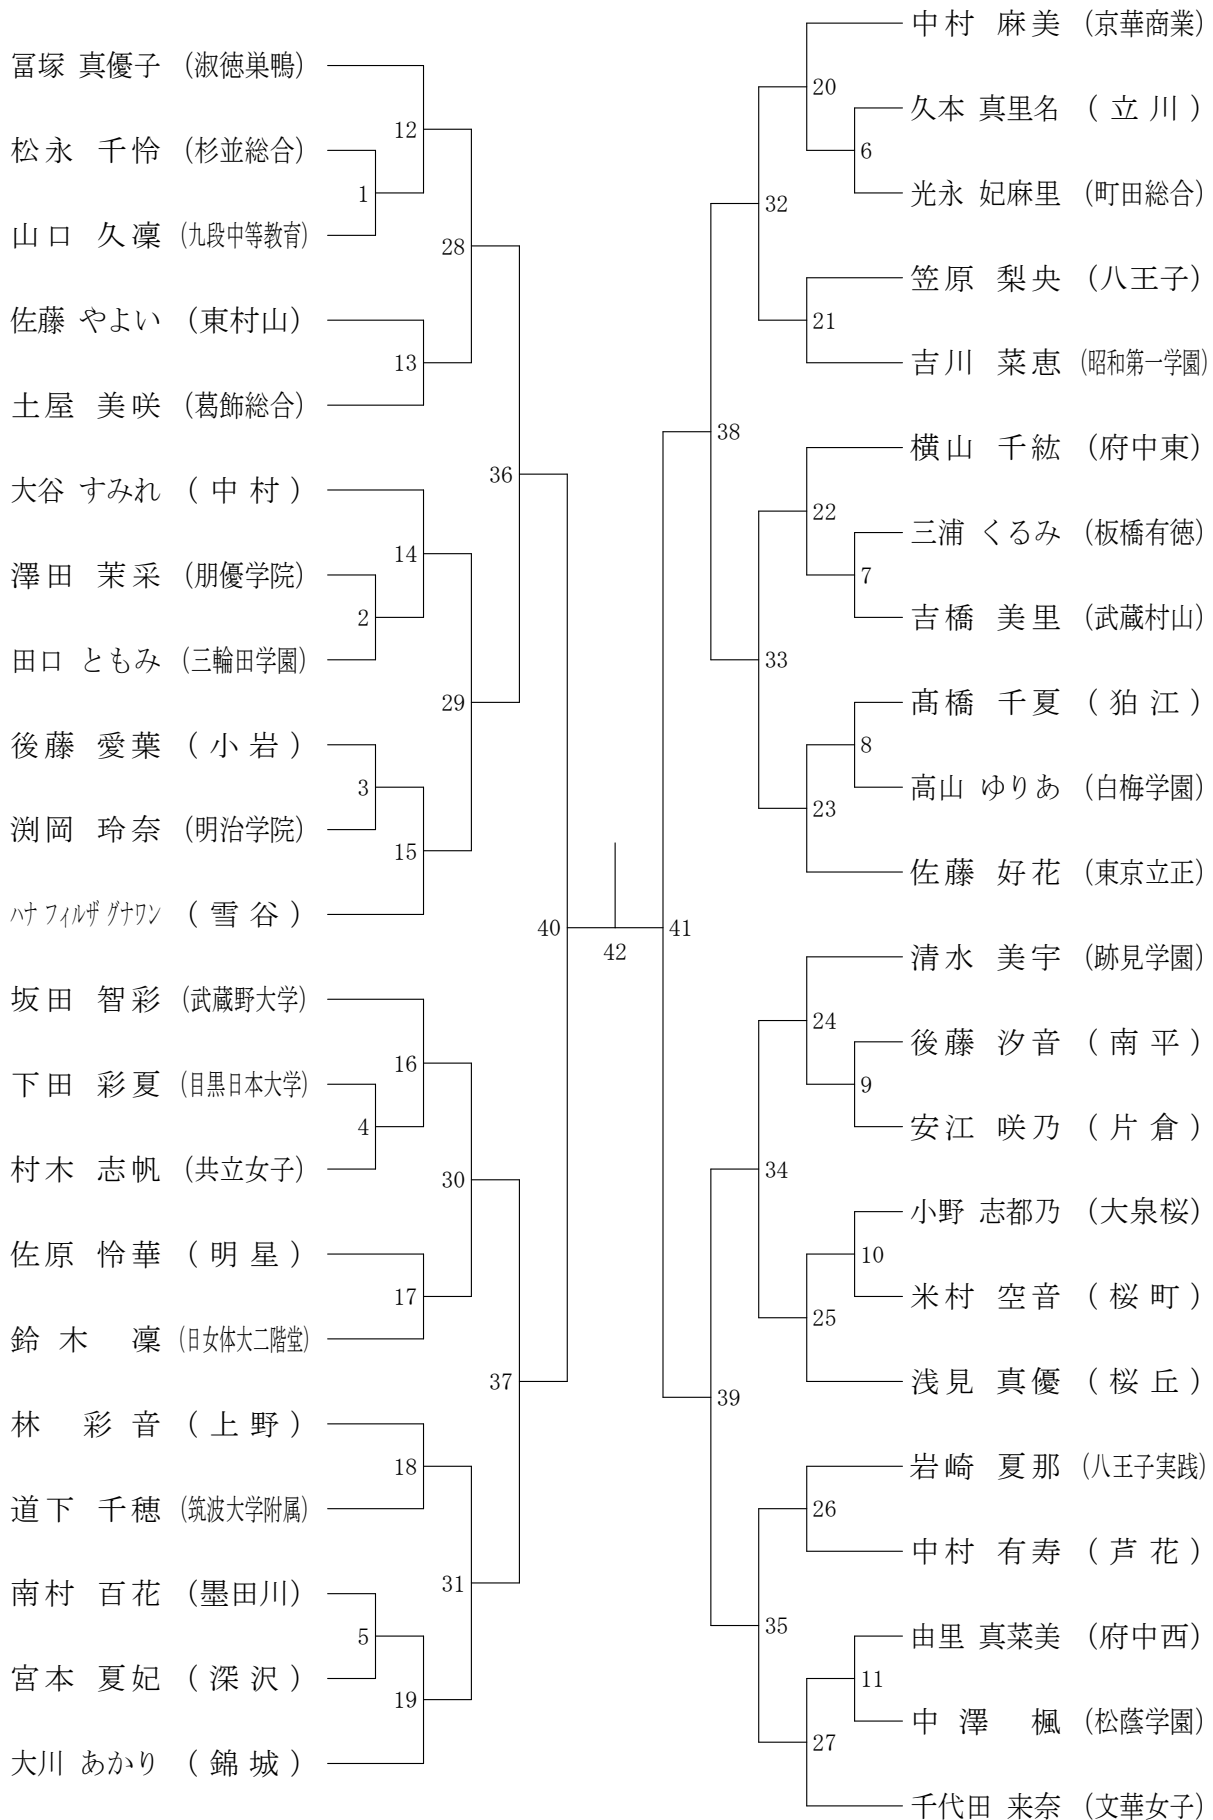 冨塚 真優子 (淑徳巣鴨)
12
松永 千怜 (杉並総合)
1
山口 久凜 (九段中等教育)
28
佐藤 やよい (東村山)
13
土屋 美咲 (葛飾総合)
36
大谷 すみれ (中村)
14
澤田 茉采 (朋優学院)
2
田口 ともみ (三輪田学園)
29
後藤 愛葉 (小岩)
3
渕岡 玲奈 (明治学院)
15
ハナ フィルザ グナワン (雪谷)
40
坂田 智彩 (武蔵野大学)
16
下田 彩夏 (目黒日本大学)
4
村木 志帆 (共立女子)
30
佐原 怜華 (明星)
17
鈴木 凜 (日女体大二階堂)
37
林 彩音 (上野)
18
道下 千穂 (筑波大学附属)
31
南村 百花 (墨田川)
5
宮本 夏妃 (深沢)
19
大川 あかり (錦城)
42
中村 麻美 (京華商業)
20
久本 真里名 (立川)
6
光永 妃麻里 (町田総合)
32
笠原 梨央 (八王子)
21
吉川 菜恵 (昭和第一学園)
38
横山 千紘 (府中東)
22
三浦 くるみ (板橋有徳)
7
吉橋 美里 (武蔵村山)
33
髙橋 千夏 (狛江)
8
高山 ゆりあ (白梅学園)
23
佐藤 好花 (東京立正)
41
清水 美宇 (跡見学園)
24
後藤 汐音 (南平)
9
安江 咲乃 (片倉)
34
小野 志都乃 (大泉桜)
10
米村 空音 (桜町)
25
浅見 真優 (桜丘)
39
岩崎 夏那 (八王子実践)
26
中村 有寿 (芦花)
35
由里 真菜美 (府中西)
11
中澤 楓 (松蔭学園)
27
千代田 来奈 (文華女子)